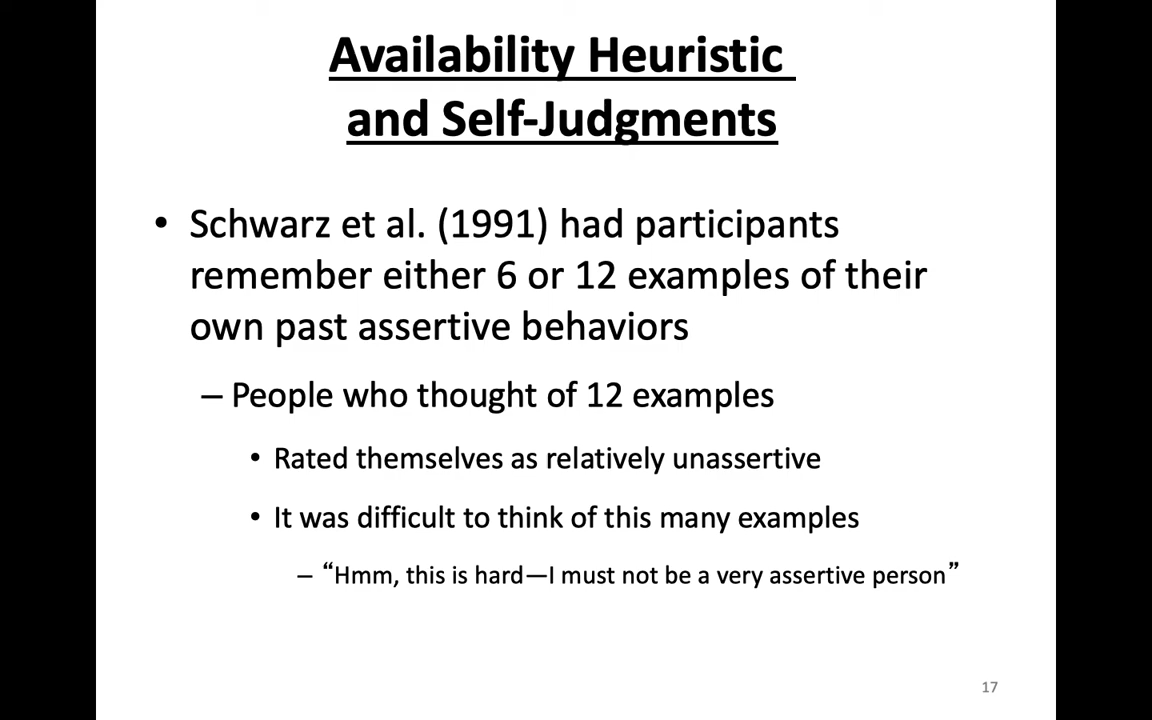 Availability Heuristic
and Self-Judgments
• Schwarz et al. (1991) had participants
remember either 6 or 12 examples of their
own past assertive behaviors
– People who thought of 12 examples
• Rated themselves as relatively unassertive
• It was difficult to think of this many examples
– “Hmm, this is hard—I must not be a very assertive person”
17